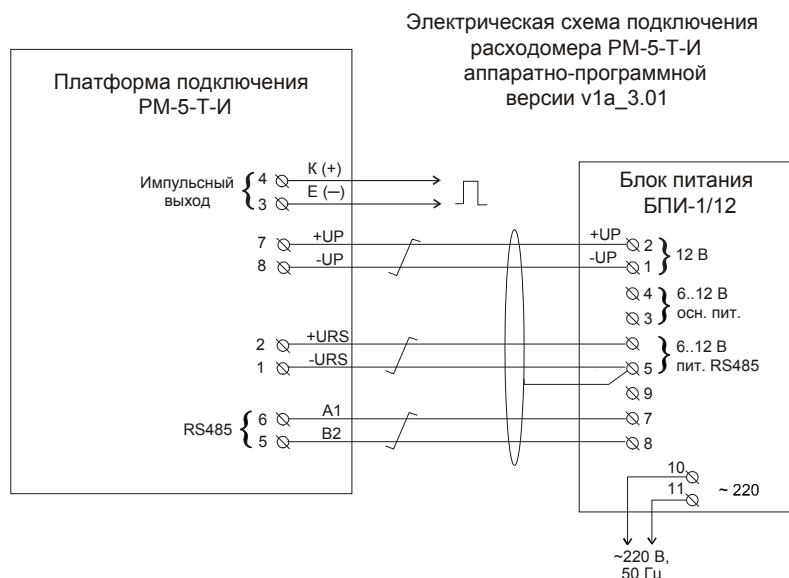 Электрическая схема подключения
расходомера РМ-5-Т-И
аппаратно-программной
версии v1a_3.01
Платформа подключения
РМ-5-Т-И
Импульсный
выход
4
К (+)
3
Е (—)
7
+UP
8
-UP
2
+URS
1
-URS
RS485
6
A1
5
B2
Блок питания
БПИ-1/12
+UP
2
-UP
1
12 В
4
3
6..12 В
осн. пит.
6..12 В
пит. RS485
5
9
7
8
10
11
~ 220
~220 В,
50 Гц